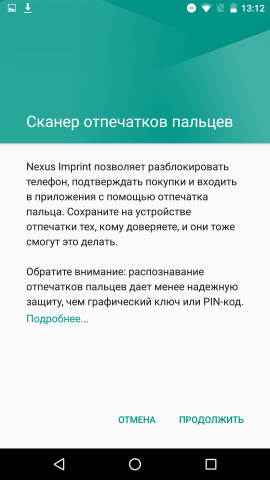 13:12
Сканер отпечатков пальцев
Nexus Imprint позволяет разблокировать
телефон, подтверждать покупки и входить
в приложения с помощью отпечатка
пальца. Сохраните на устройстве
отпечатки тех, кому доверяете, и они тоже
смогут это делать.
Обратите внимание: распознавание
отпечатков пальцев дает менее надежную
защиту, чем графический ключ или PIN-код.
Подробнее...
ОТМЕНА ПРОДОЛЖИТЬ